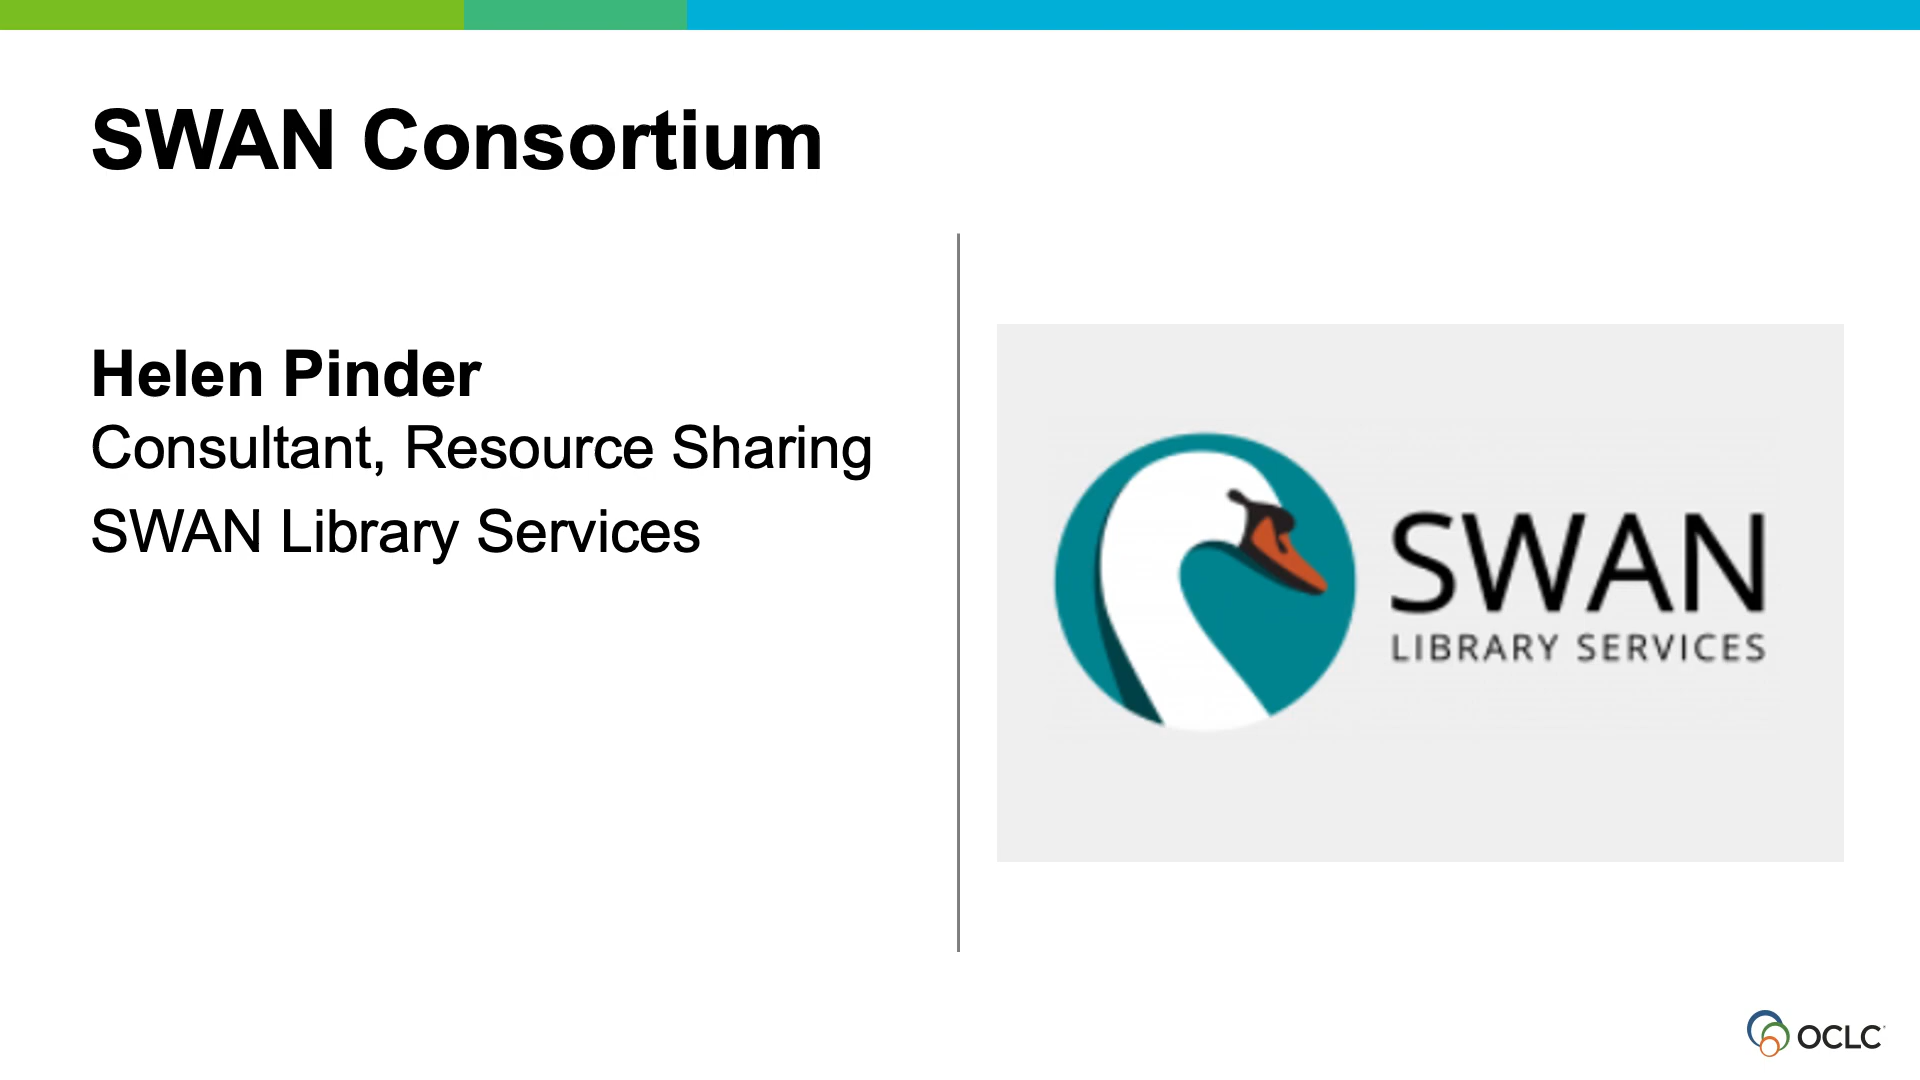 SWAN Consortium
Helen Pinder
Consultant, Resource Sharing
SWAN Library Services
SWAN
LIBRARY SERVICES
OCLC